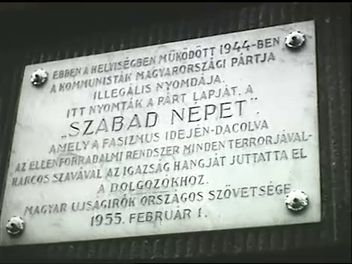 EBBEN A HELYISÉGBEN MŰKÖDÖTT 1944-BEN
A KOMMUNISTÁK MAGYARORSZÁGI PÁRTJA
ILLEGÁLIS NYOMDÁJA.
ITT NYOMTÁK A PÁRT LAPJÁT, A
„SZABAD NÉPET”,
AMELY A FASIZMUS IDEJÉN-DACOLVA
AZ ELLENFORRADALMI RENDSZER MINDEN TERRORJÁVAL-
HARCOS SZAVÁVAL AZ IGAZSÁG HANGJÁT JUTTATTA EL
A DOLGOZÓKHOZ.
MAGYAR UJSÁGIRÓK ORSZÁGOS SZÖVETSÉGE
1955. FEBRUÁR 1.